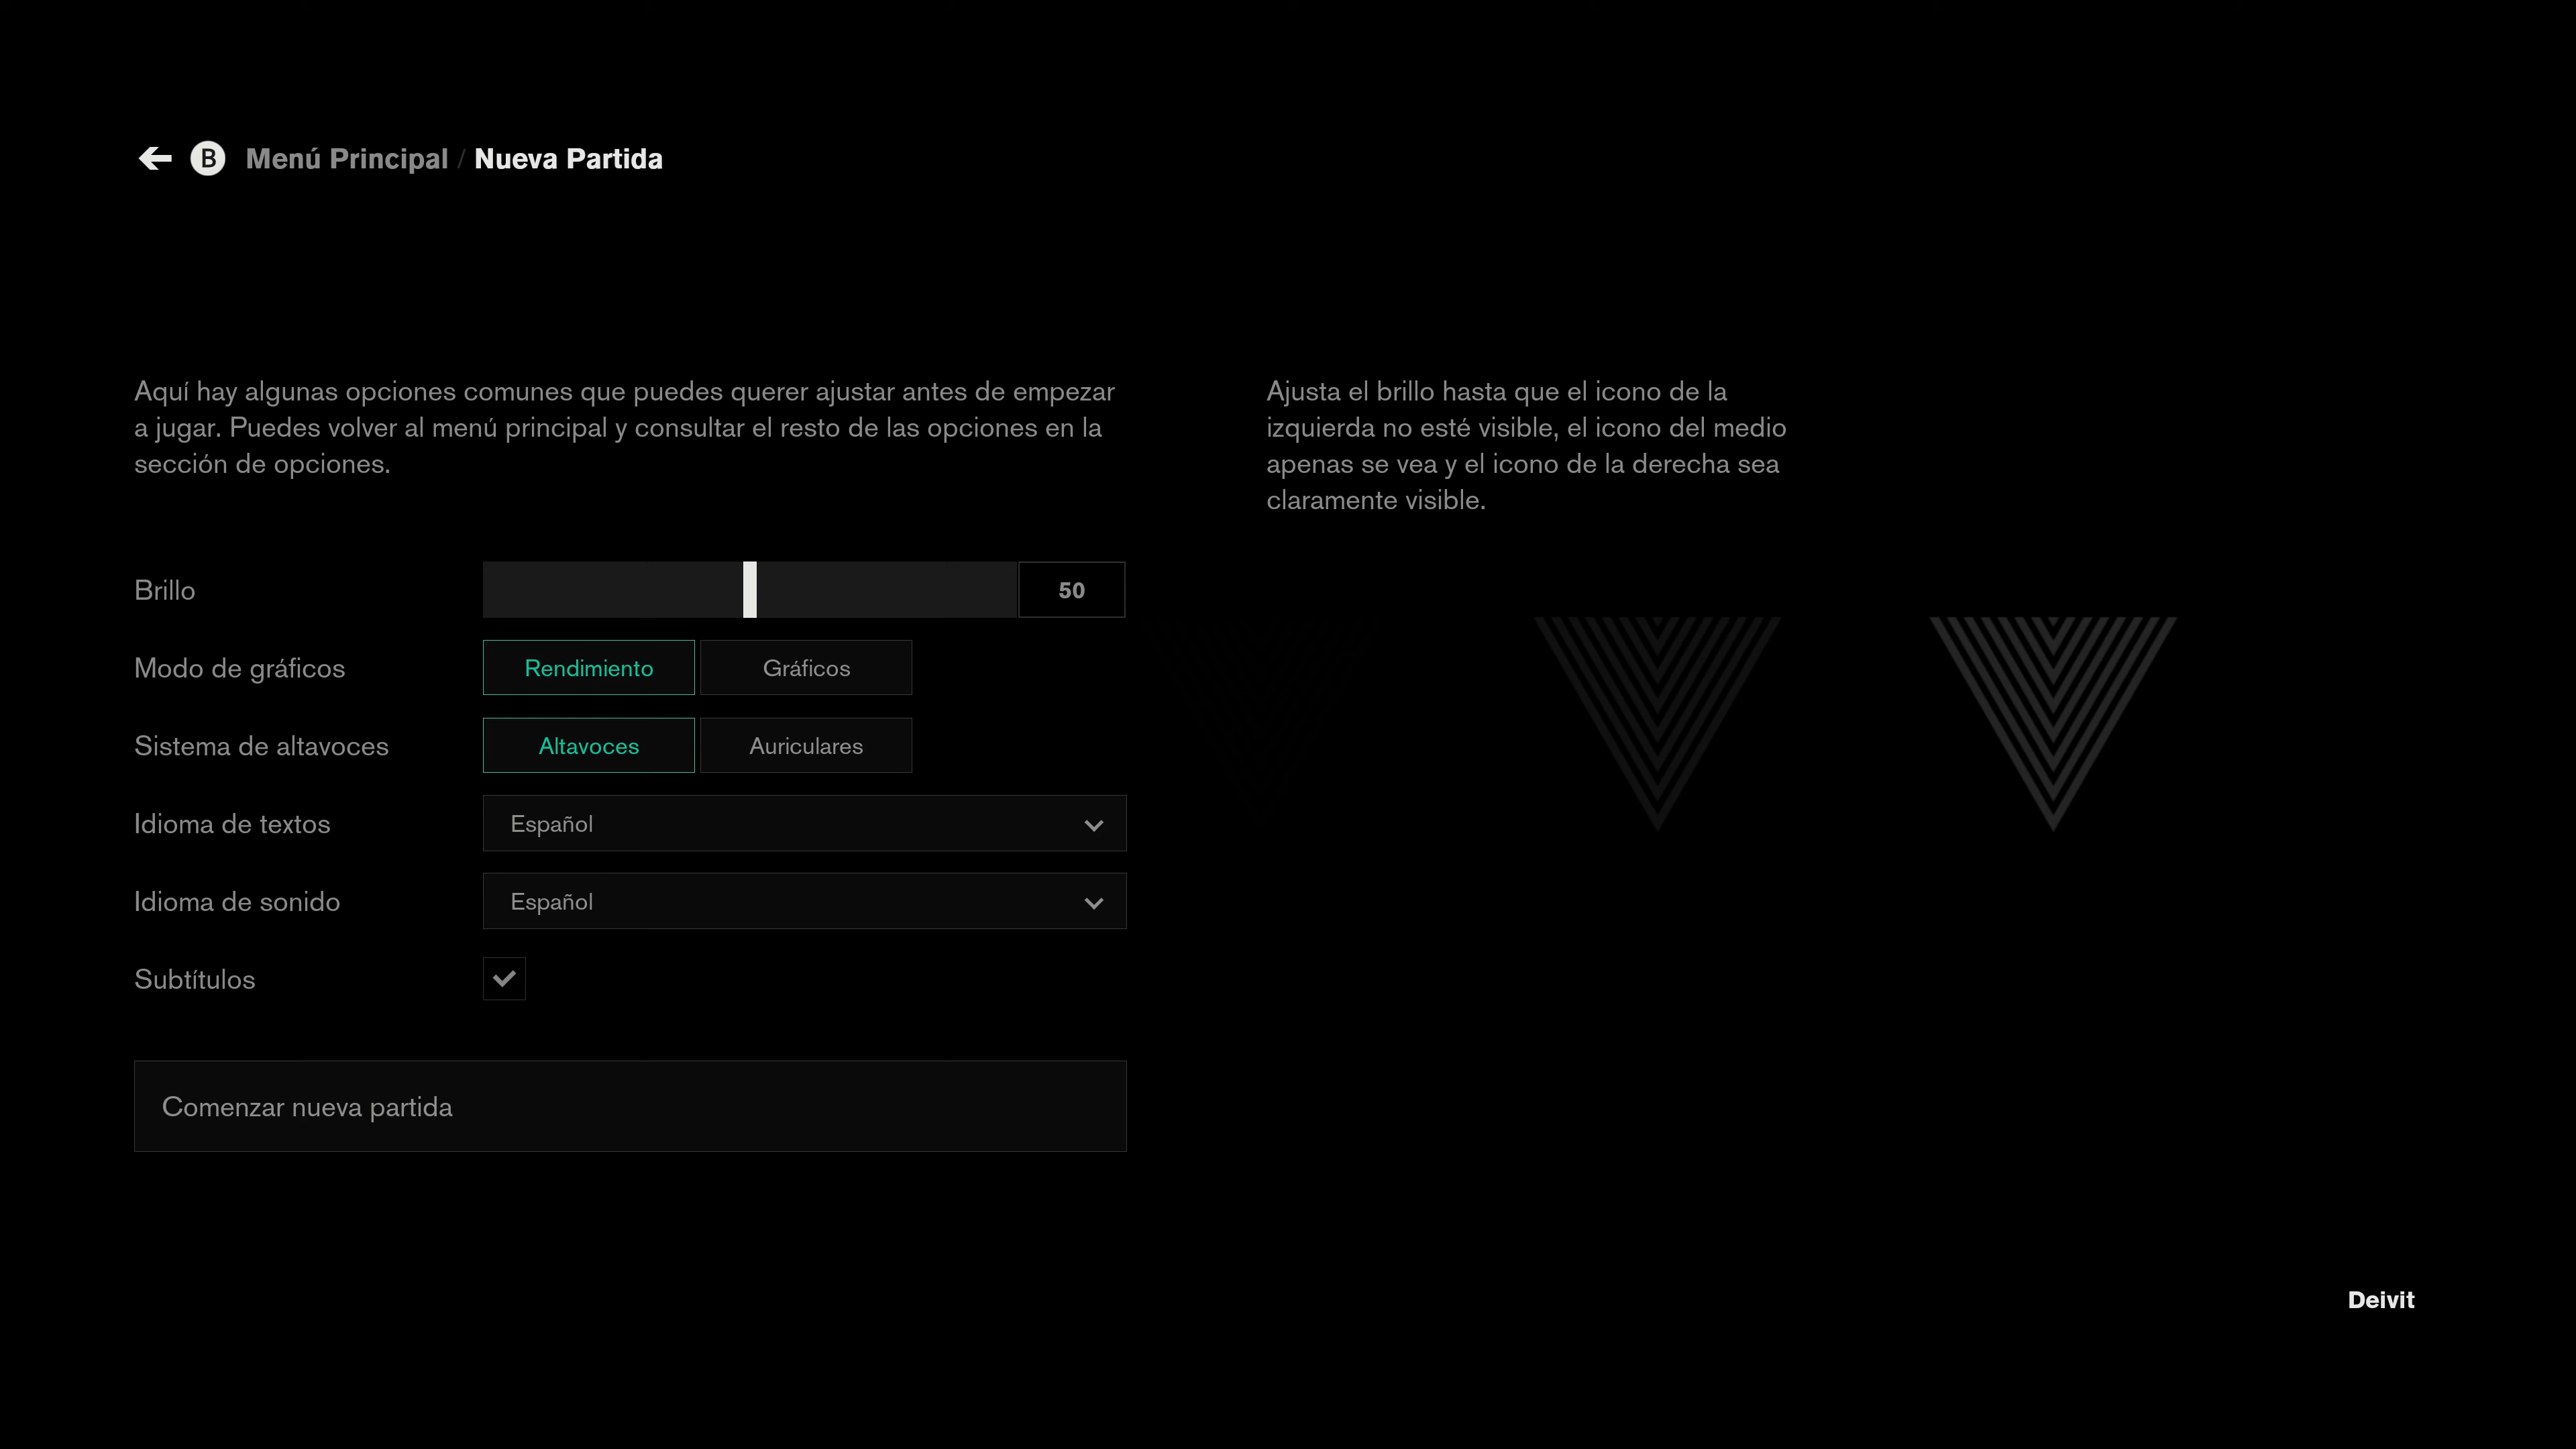 B Menú Principal / Nueva Partida
Aquí hay algunas opciones comunes que puedes querer ajustar antes de empezar
a jugar. Puedes volver al menú principal y consultar el resto de las opciones en la
sección de opciones.
Brillo 50
Modo de gráficos Rendimiento Gráficos
Sistema de altavoces Altavoces Auriculares
Idioma de textos Español
Idioma de sonido Español
Subtítulos
Comenzar nueva partida
Ajusta el brillo hasta que el icono de la
izquierda no esté visible, el icono del medio
apenas se vea y el icono de la derecha sea
claramente visible.
Deivit